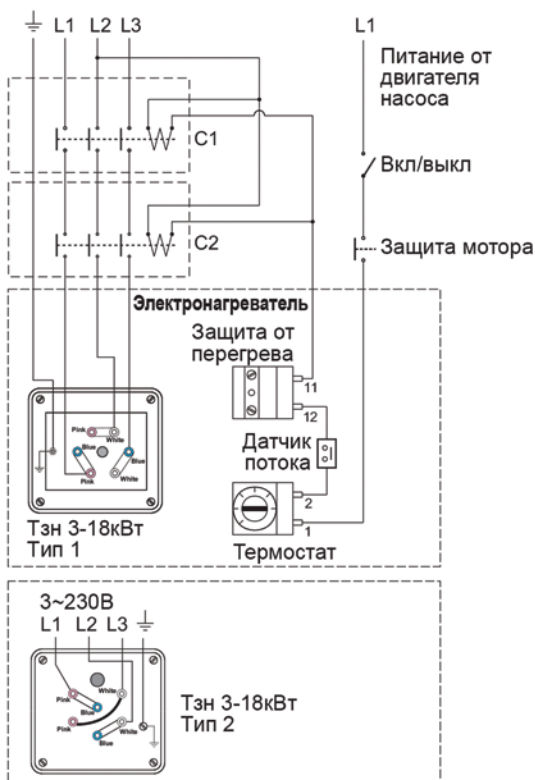 L1 L2 L3
L1
Питание от
двигателя
насоса
C1
Вкл/выкл
C2
Защита мотора
Электронагреватель
Защита от
перегрева
11
12
Датчик
потока
2
1
Термостат
Pink
White
Blue
Blue
Pink
White
Тэн 3-18кВт
Тип 1
3~230В
L1 L2 L3
Pink
White
Blue
Pink
White
Blue
Тэн 3-18кВт
Тип 2